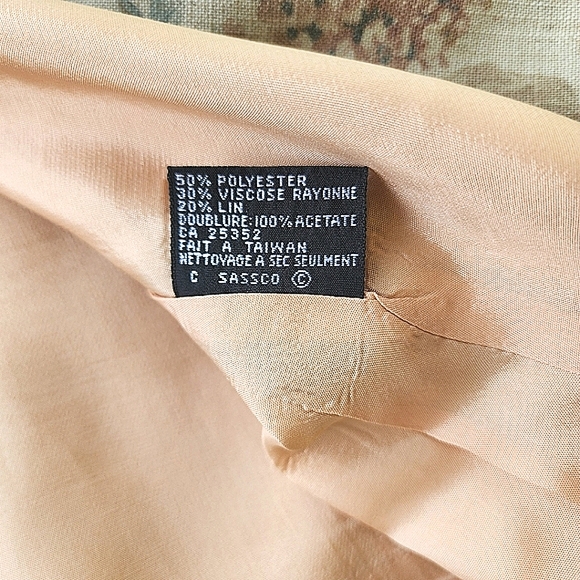 50% POLYESTER
30% VISCOSE RAYONNE
20% LIN
DOUBLURE:100% ACETATE
CA 25352
FAIT A TAIWAN
NETTOYAGE A SEC SEULMENT
C SASSCO ©